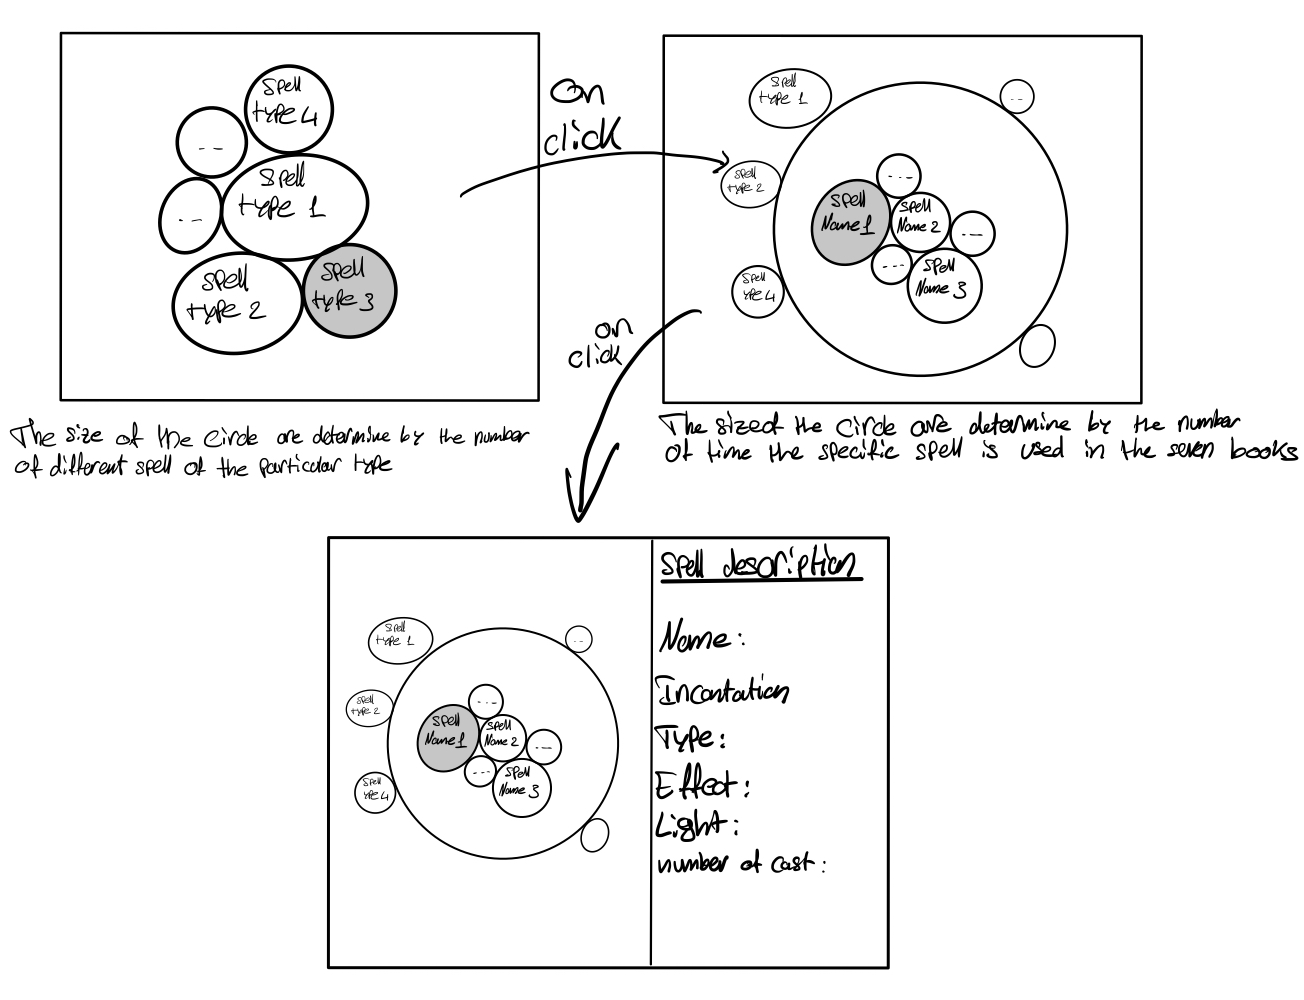 Spell
type 4
- -
Spell
type 1
- -
Spell
type 2
Spell
type 3
On
click
Spell
type 1
- -
Spell
type 2
Spell
ype 4
- - -
Spell
Name 1
Spell
Name 2
- - -
- - -
Spell
Name 3
The size of the circle are determine by the number
of different spell of the particular type
The size of the circle are determine by the number
of time the specific spell is used in the seven books
on
click
Spell
type 1
- -
Spell
type 2
Spell
ype 4
- - -
Spell
Name 1
Spell
Name 2
- - -
- - -
Spell
Name 3
Spell description
Name :
Incantation
Type :
Effect :
Light :
number of cast :